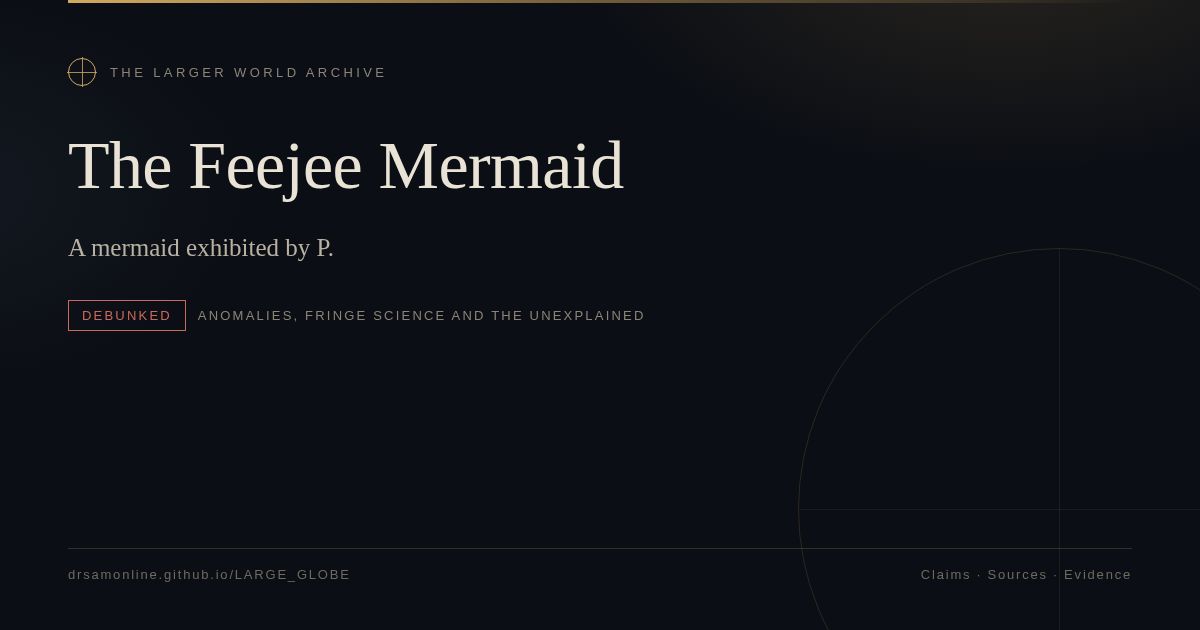 THE LARGER WORLD ARCHIVE
The Feejee Mermaid
A mermaid exhibited by P.
DEBUNKED ANOMALIES, FRINGE SCIENCE AND THE UNEXPLAINED
drsamonline.github.io/LARGE_GLOBE Claims · Sources · Evidence